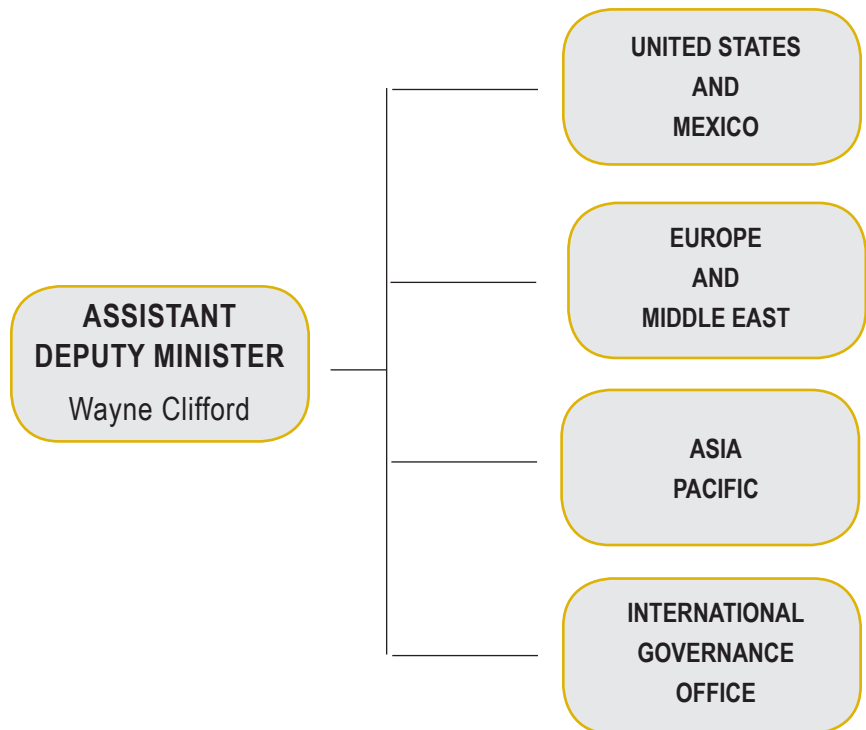 UNITED STATES
AND
MEXICO
EUROPE
AND
MIDDLE EAST
ASSISTANT
DEPUTY MINISTER
Wayne Clifford
ASIA
PACIFIC
INTERNATIONAL
GOVERNANCE
OFFICE